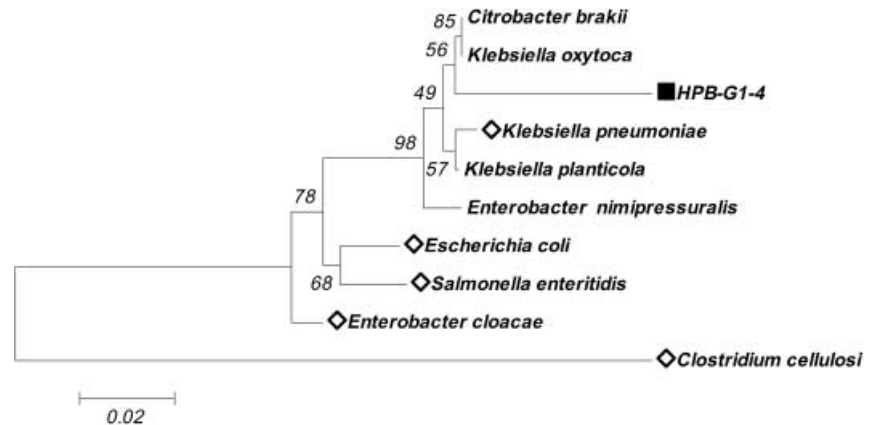 85
Citrobacter brakii
56
Klebsiella oxytoca
49
HPB-G1-4
98
Klebsiella pneumoniae
57
Klebsiella planticola
78
Enterobacter nimipressuralis
Escherichia coli
68
Salmonella enteritidis
Enterobacter cloacae
Clostridium cellulosi
0.02